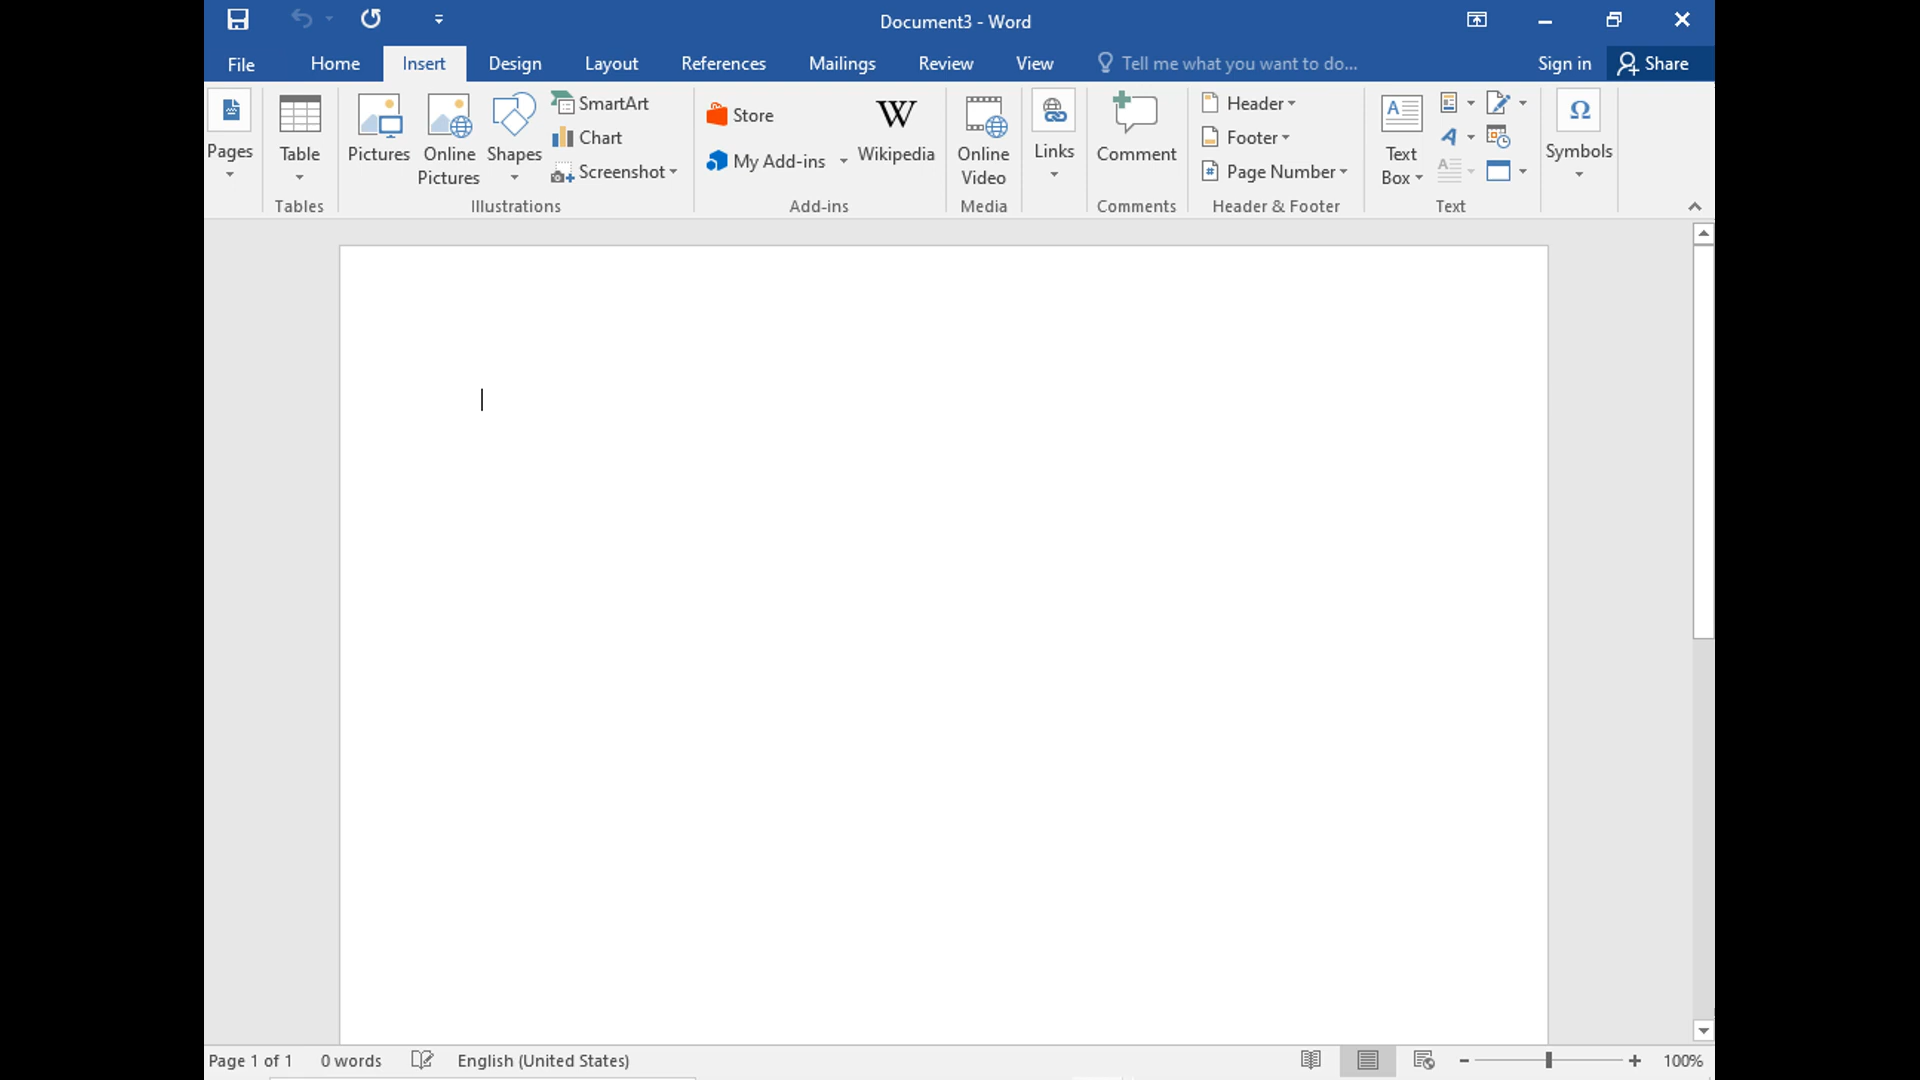 Document3 - Word
File Home Insert Design Layout References Mailings Review View Tell me what you want to do... Sign in Share
Pages
Table
Tables
Pictures
Online
Pictures
Shapes
SmartArt
Chart
Screenshot
Illustrations
Store
My Add-ins
W
Wikipedia
Add-ins
Online
Video
Media
Links
Comment
Comments
Header
Footer
Page Number
Header & Footer
Text
Box
Text
Ω
Symbols
Page 1 of 1 0 words English (United States) 100%